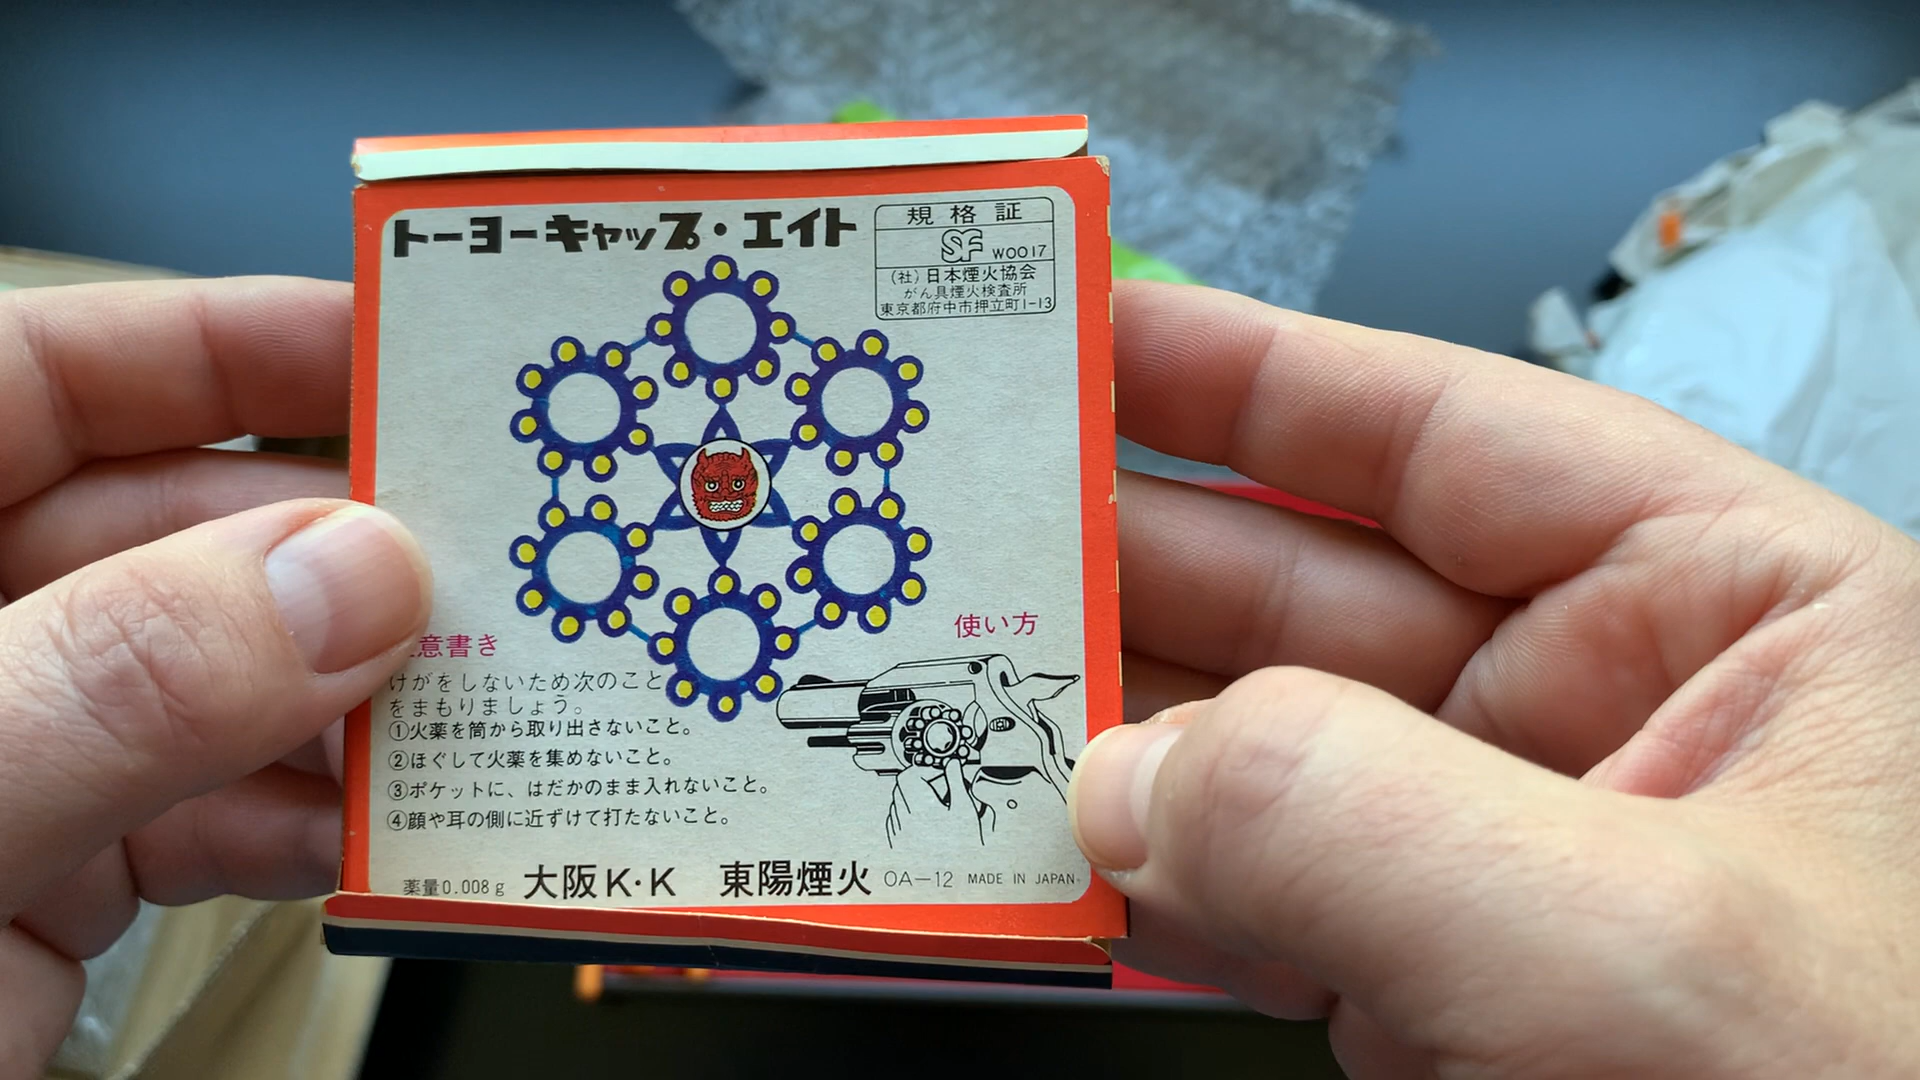 トーヨーキャップ・エイト
規格証
SF W0017
(社)日本煙火協会
がん具煙火検査所
東京都府中市押立町1-13
使い方
意書き
けがをしないため次のこと
をまもりましょう。
①火薬を筒から取り出さないこと。
②ほぐして火薬を集めないこと。
③ポケットに、はだかのまま入れないこと。
④顔や耳の側に近ずけて打たないこと。
薬量0.008g 大阪K・K 東陽煙火 OA-12 MADE IN JAPAN